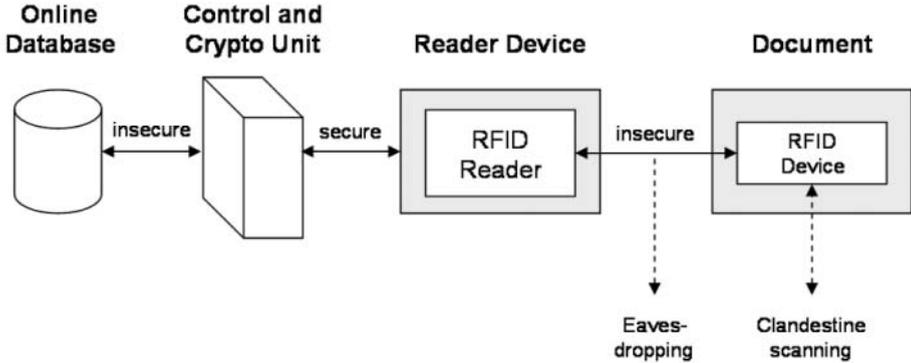 Online
Database
Control and
Crypto Unit
Reader Device
Document
insecure
secure
RFID
Reader
insecure
RFID
Device
Eaves-
dropping
Clandestine
scanning